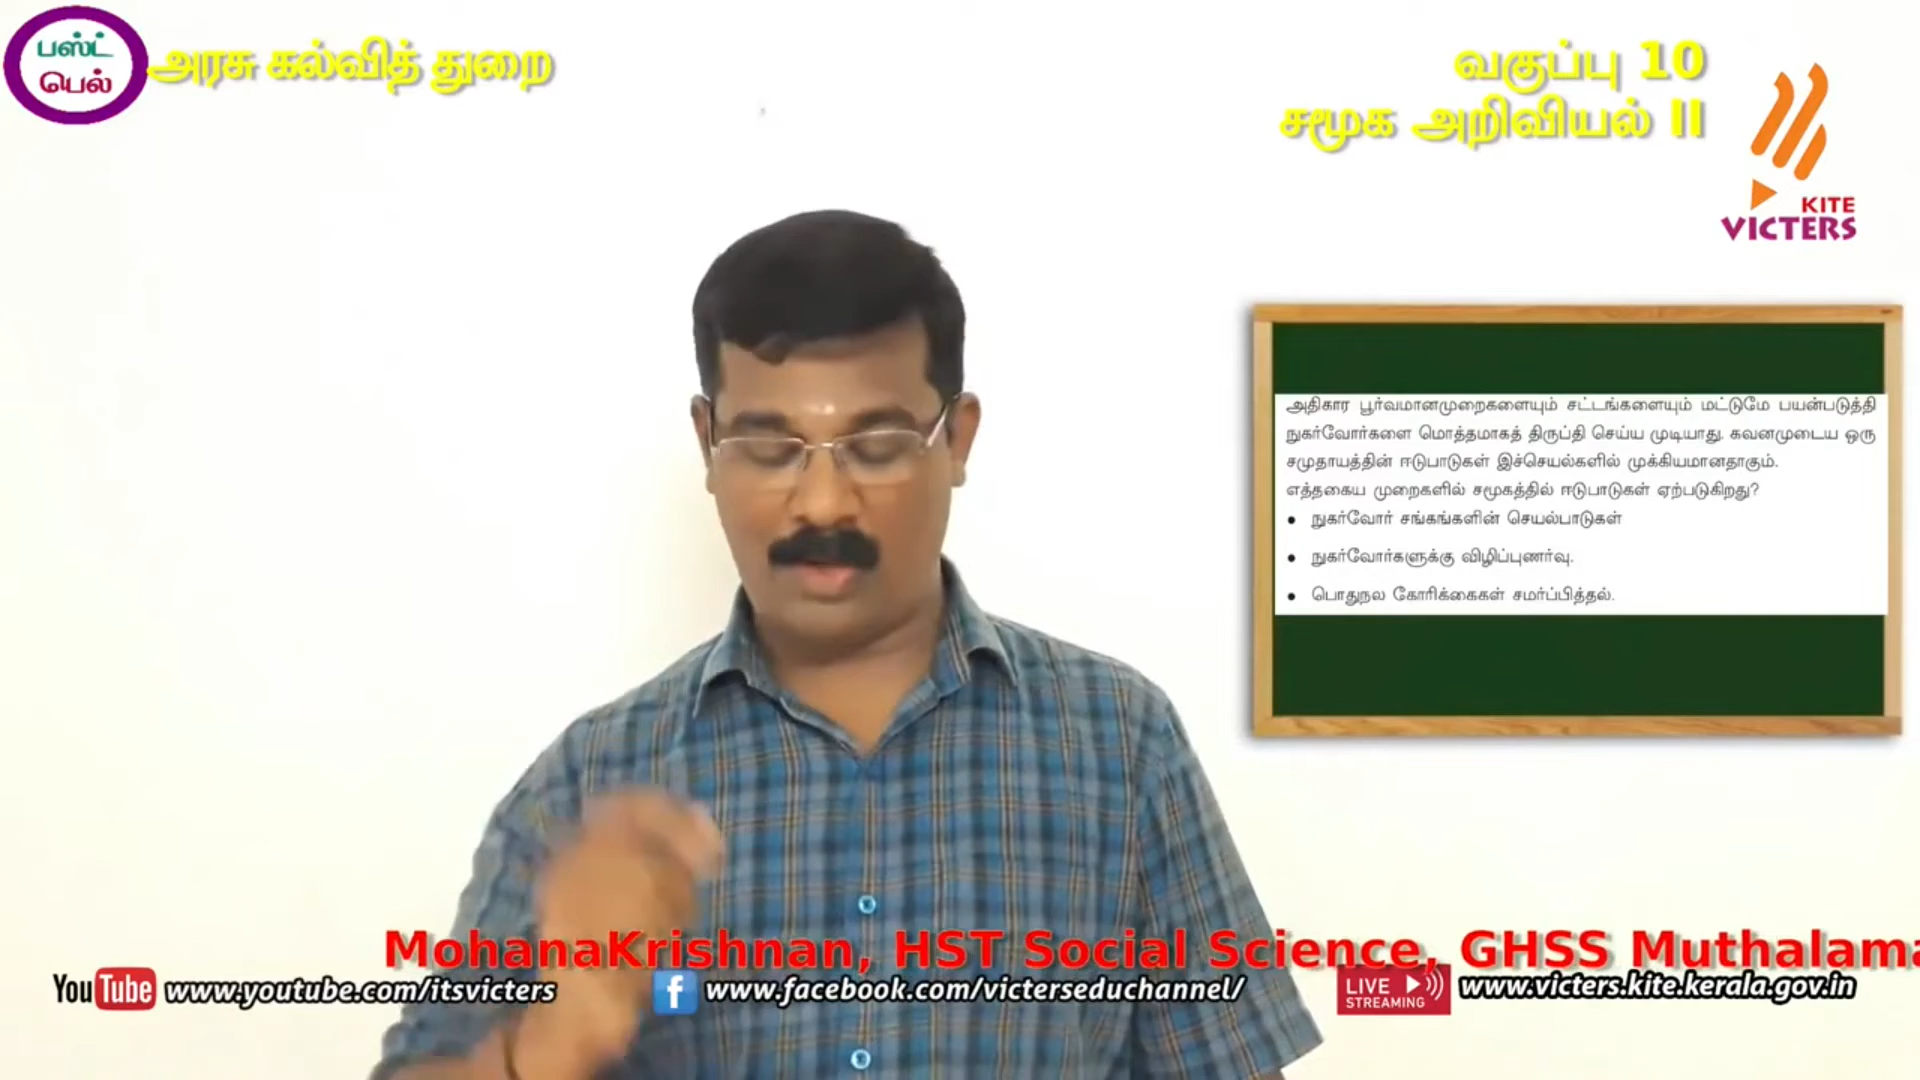 பஸ்ட்
பெல்
அரசு கல்வித் துறை
வகுப்பு 10
சமூக அறிவியல் II
KITE
VICTERS
அதிகார பூர்வமானமுறைகளையும் சட்டங்களையும் மட்டுமே பயன்படுத்தி
நுகர்வோர்களை மொத்தமாகத் திருப்தி செய்ய முடியாது. கவனமுடைய ஒரு
சமுதாயத்தின் ஈடுபாடுகள் இச்செயல்களில் முக்கியமானதாகும்.
எத்தகைய முறைகளில் சமூகத்தில் ஈடுபாடுகள் ஏற்படுகிறது?
• நுகர்வோர் சங்கங்களின் செயல்பாடுகள்
• நுகர்வோர்களுக்கு விழிப்புணர்வு.
• பொதுநல கோரிக்கைகள் சமர்ப்பித்தல்.
MohanaKrishnan, HST Social Science, GHSS Muthalama
YouTube www.youtube.com/itsvicters
f www.facebook.com/victerseduchannel/
LIVE STREAMING www.victers.kite.kerala.gov.in